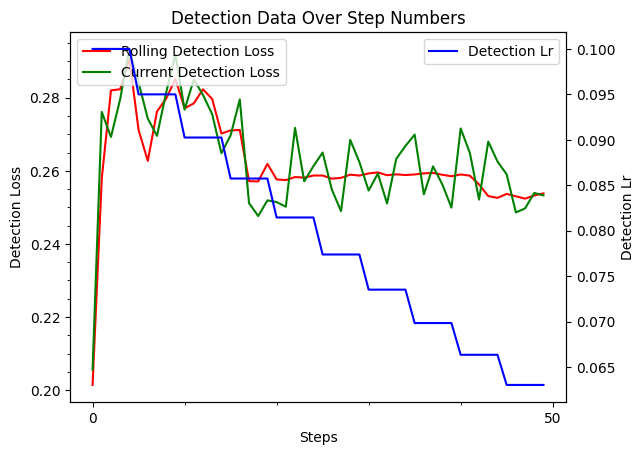 Detection Data Over Step Numbers
Rolling Detection Loss
Current Detection Loss
Detection Lr
0.28
0.26
0.24
0.22
0.20
Detection Loss
0.100
0.095
0.090
0.085
0.080
0.075
0.070
0.065
Detection Lr
0
50
Steps